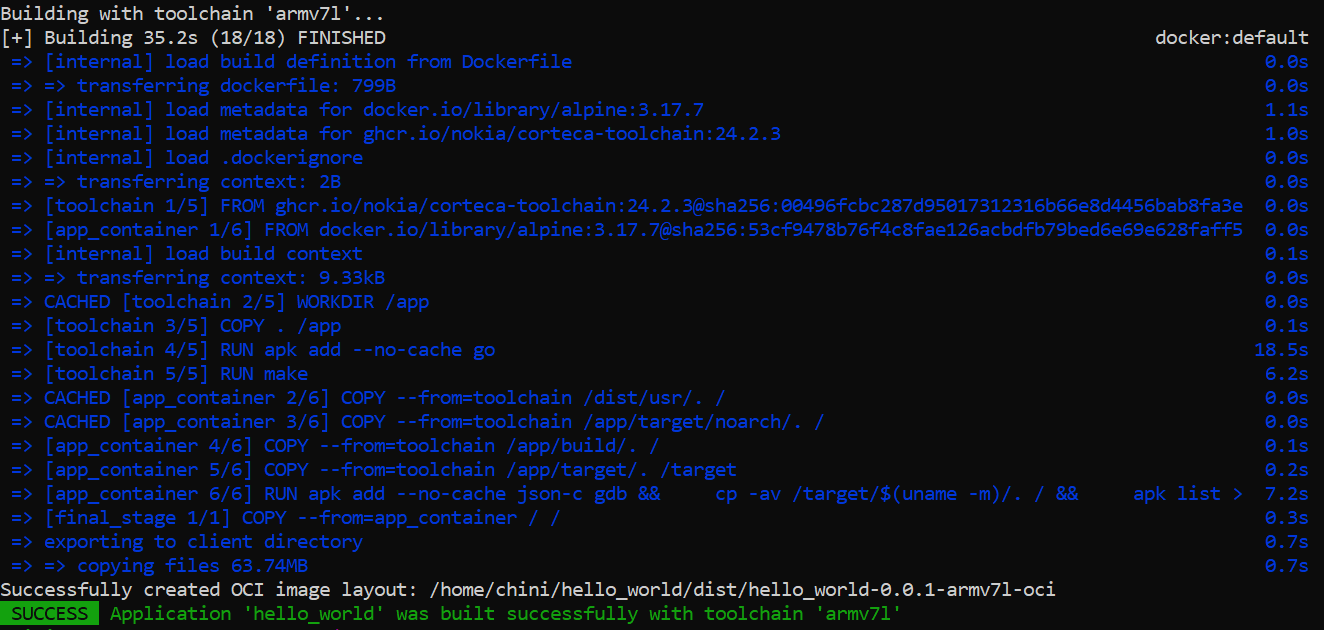 Building with toolchain 'armv7l'...
[+] Building 35.2s (18/18) FINISHED docker:default
=> [internal] load build definition from Dockerfile 0.0s
=> => transferring dockerfile: 799B 0.0s
=> [internal] load metadata for docker.io/library/alpine:3.17.7 1.1s
=> [internal] load metadata for ghcr.io/nokia/corteca-toolchain:24.2.3 1.0s
=> [internal] load .dockerignore 0.0s
=> => transferring context: 2B 0.0s
=> [toolchain 1/5] FROM ghcr.io/nokia/corteca-toolchain:24.2.3@sha256:00496fcbc287d95017312316b66e8d4456bab8fa3e 0.0s
=> [app_container 1/6] FROM docker.io/library/alpine:3.17.7@sha256:53cf9478b76f4c8fae126acbdfb79bed6e69e628faff5 0.0s
=> [internal] load build context 0.1s
=> => transferring context: 9.33kB 0.0s
=> CACHED [toolchain 2/5] WORKDIR /app 0.0s
=> [toolchain 3/5] COPY . /app 0.1s
=> [toolchain 4/5] RUN apk add --no-cache go 18.5s
=> [toolchain 5/5] RUN make 6.2s
=> CACHED [app_container 2/6] COPY --from=toolchain /dist/usr/. / 0.0s
=> CACHED [app_container 3/6] COPY --from=toolchain /app/target/noarch/. / 0.0s
=> [app_container 4/6] COPY --from=toolchain /app/build/. / 0.1s
=> [app_container 5/6] COPY --from=toolchain /app/target/. /target 0.2s
=> [app_container 6/6] RUN apk add --no-cache json-c gdb &&     cp -av /target/$(uname -m)/. / &&     apk list > 7.2s
=> [final_stage 1/1] COPY --from=app_container / / 0.3s
=> exporting to client directory 0.7s
=> => copying files 63.74MB 0.7s
Successfully created OCI image layout: /home/chini/hello_world/dist/hello_world-0.0.1-armv7l-oci
SUCCESS Application 'hello_world' was built successfully with toolchain 'armv7l'